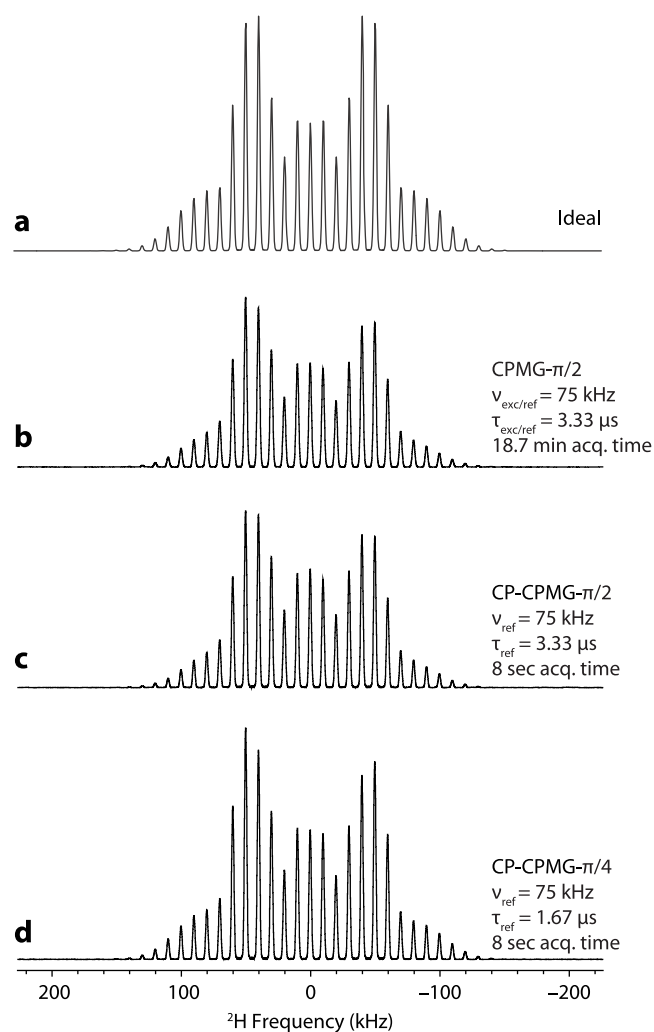 a
Ideal
b
CPMG-π/2
ν_exc/ref = 75 kHz
τ_exc/ref = 3.33 μs
18.7 min acq. time
c
CP-CPMG-π/2
ν_ref = 75 kHz
τ_ref = 3.33 μs
8 sec acq. time
d
CP-CPMG-π/4
ν_ref = 75 kHz
τ_ref = 1.67 μs
8 sec acq. time
200 100 0 −100 −200
²H Frequency (kHz)